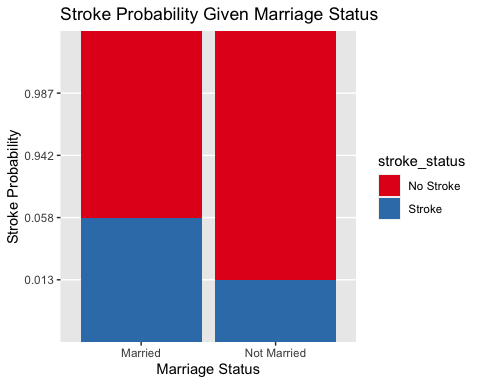 Stroke Probability Given Marriage Status
Stroke Probability
0.987
0.942
0.058
0.013
Married
Not Married
Marriage Status
stroke_status
No Stroke
Stroke